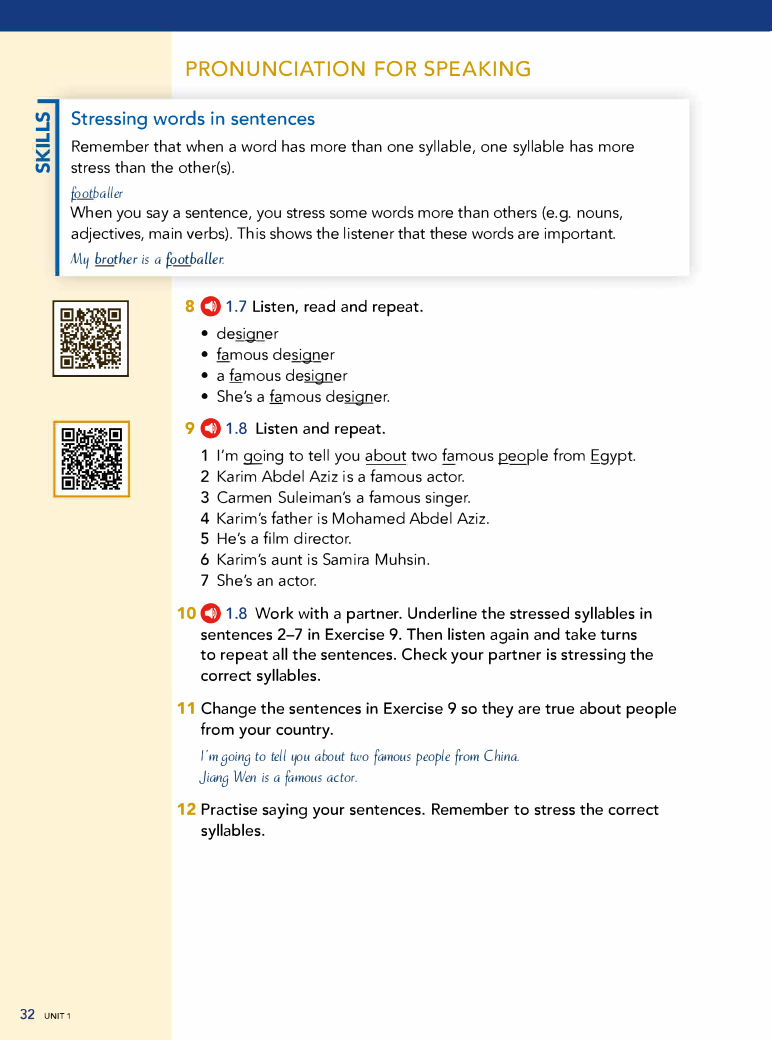 PRONUNCIATION FOR SPEAKING
SKILLS
Stressing words in sentences
Remember that when a word has more than one syllable, one syllable has more
stress than the other(s).
footballer
When you say a sentence, you stress some words more than others (e.g. nouns,
adjectives, main verbs). This shows the listener that these words are important.
My brother is a footballer.
8 1.7 Listen, read and repeat.
• designer
• famous designer
• a famous designer
• She's a famous designer.
9 1.8 Listen and repeat.
1 I'm going to tell you about two famous people from Egypt.
2 Karim Abdel Aziz is a famous actor.
3 Carmen Suleiman's a famous singer.
4 Karim's father is Mohamed Abdel Aziz.
5 He's a film director.
6 Karim's aunt is Samira Muhsin.
7 She's an actor.
10 1.8 Work with a partner. Underline the stressed syllables in
sentences 2–7 in Exercise 9. Then listen again and take turns
to repeat all the sentences. Check your partner is stressing the
correct syllables.
11 Change the sentences in Exercise 9 so they are true about people
from your country.
I'm going to tell you about two famous people from China.
Jiang Wen is a famous actor.
12 Practise saying your sentences. Remember to stress the correct
syllables.
32 UNIT 1